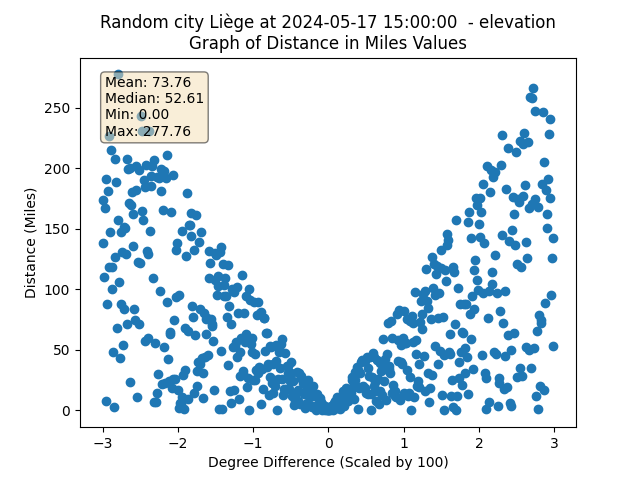 Random city Liège at 2024-05-17 15:00:00 - elevation
Graph of Distance in Miles Values
Mean: 73.76
Median: 52.61
Min: 0.00
Max: 277.76
Distance (Miles)
250
200
150
100
50
0
−3 −2 −1 0 1 2 3
Degree Difference (Scaled by 100)